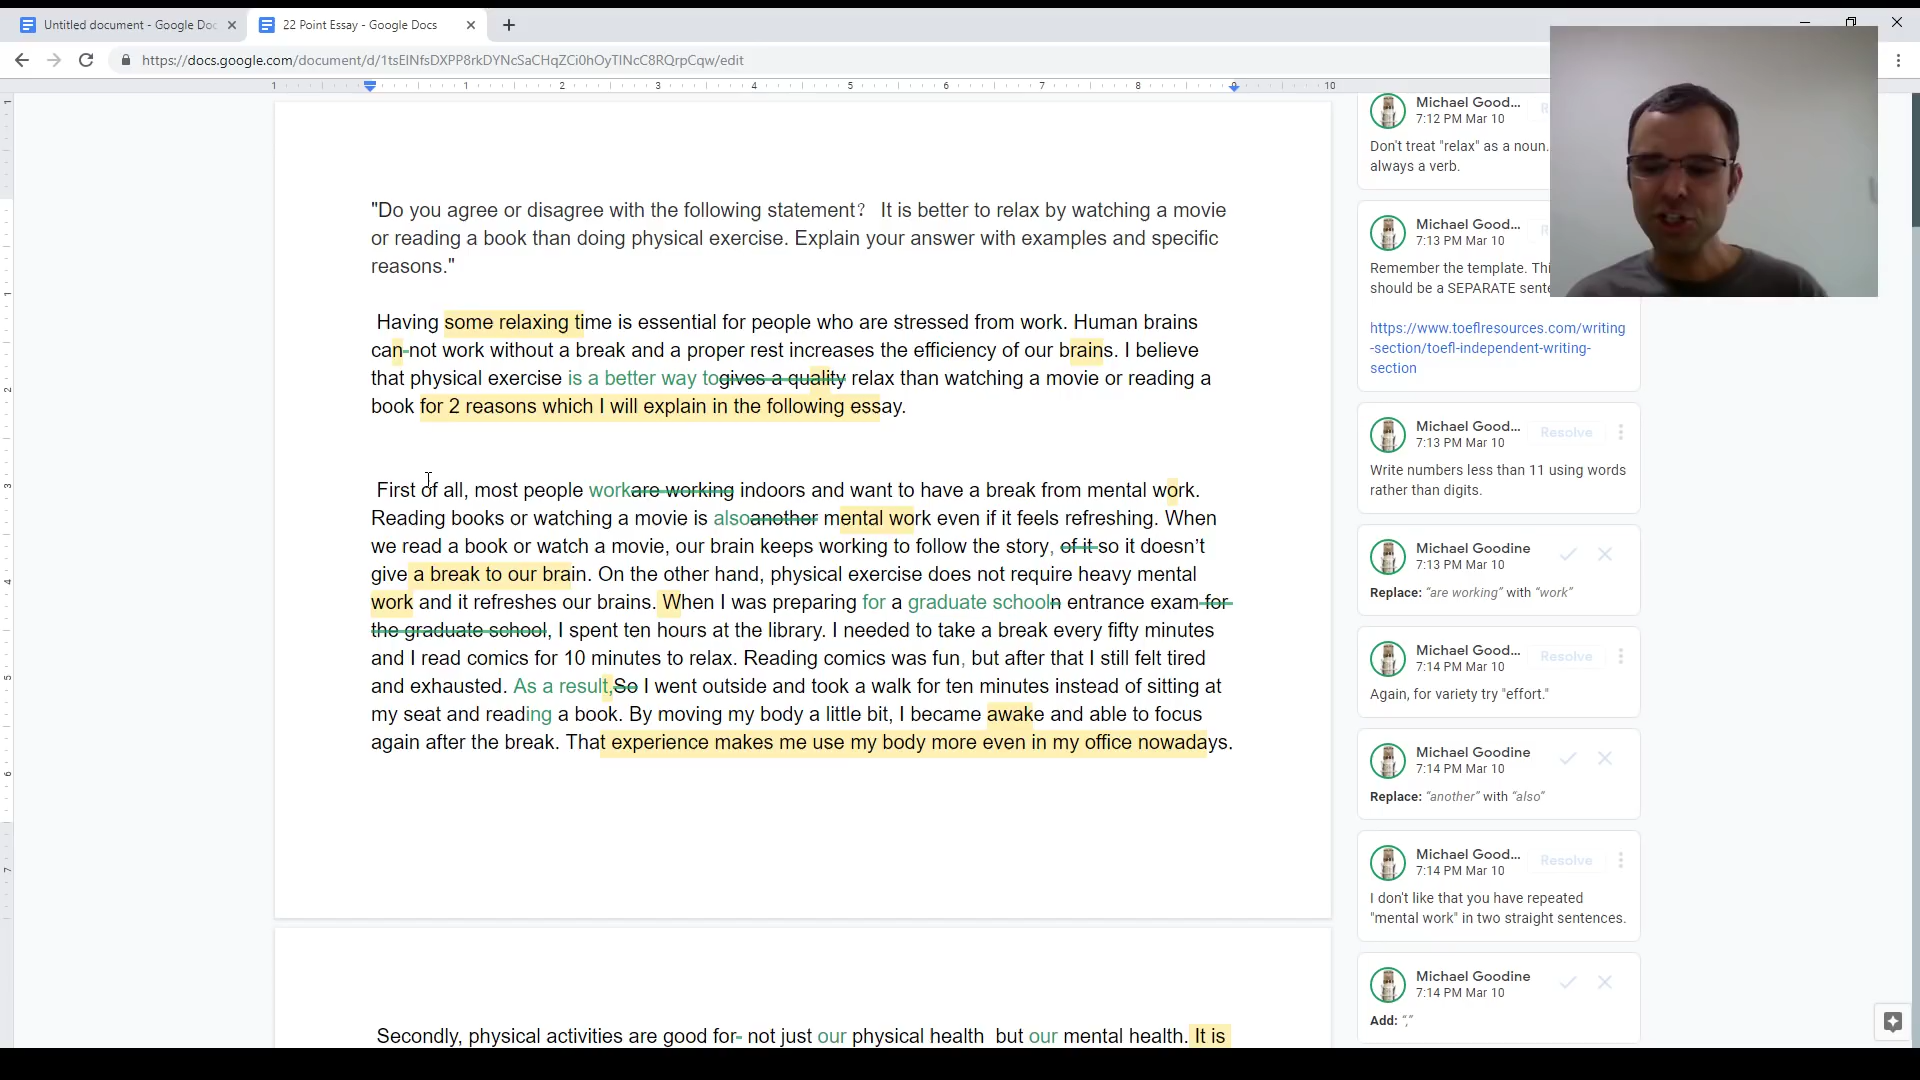 Untitled document - Google Doc
22 Point Essay - Google Docs
https://docs.google.com/document/d/1tsElNfsDXPP8rkDYNcSaCHqZCi0hOyTINcC8RQrpCqw/edit
1 1 2 3 4 5 6 7 8 9 10
"Do you agree or disagree with the following statement? It is better to relax by watching a movie
or reading a book than doing physical exercise. Explain your answer with examples and specific
reasons."
Having some relaxing time is essential for people who are stressed from work. Human brains
can-not work without a break and a proper rest increases the efficiency of our brains. I believe
that physical exercise is a better way togives a quality relax than watching a movie or reading a
book for 2 reasons which I will explain in the following essay.
First of all, most people workare working indoors and want to have a break from mental work.
Reading books or watching a movie is alsoanother mental work even if it feels refreshing. When
we read a book or watch a movie, our brain keeps working to follow the story, of it so it doesn’t
give a break to our brain. On the other hand, physical exercise does not require heavy mental
work and it refreshes our brains. When I was preparing for a graduate schooln entrance exam for
the graduate school, I spent ten hours at the library. I needed to take a break every fifty minutes
and I read comics for 10 minutes to relax. Reading comics was fun, but after that I still felt tired
and exhausted. As a result,So I went outside and took a walk for ten minutes instead of sitting at
my seat and reading a book. By moving my body a little bit, I became awake and able to focus
again after the break. That experience makes me use my body more even in my office nowadays.
Secondly, physical activities are good for- not just our physical health but our mental health. It is
Michael Good...
7:12 PM Mar 10
Don't treat "relax" as a noun.
always a verb.
Michael Good...
7:13 PM Mar 10
Remember the template. Thi
should be a SEPARATE sente
https://www.toeflresources.com/writing
-section/toefl-independent-writing-
section
Michael Good...
Resolve
7:13 PM Mar 10
Write numbers less than 11 using words
rather than digits.
Michael Goodine
7:13 PM Mar 10
Replace: “are working” with “work”
Michael Good...
Resolve
7:14 PM Mar 10
Again, for variety try "effort."
Michael Goodine
7:14 PM Mar 10
Replace: “another” with “also”
Michael Good...
Resolve
7:14 PM Mar 10
I don't like that you have repeated
"mental work" in two straight sentences.
Michael Goodine
7:14 PM Mar 10
Add: “,”